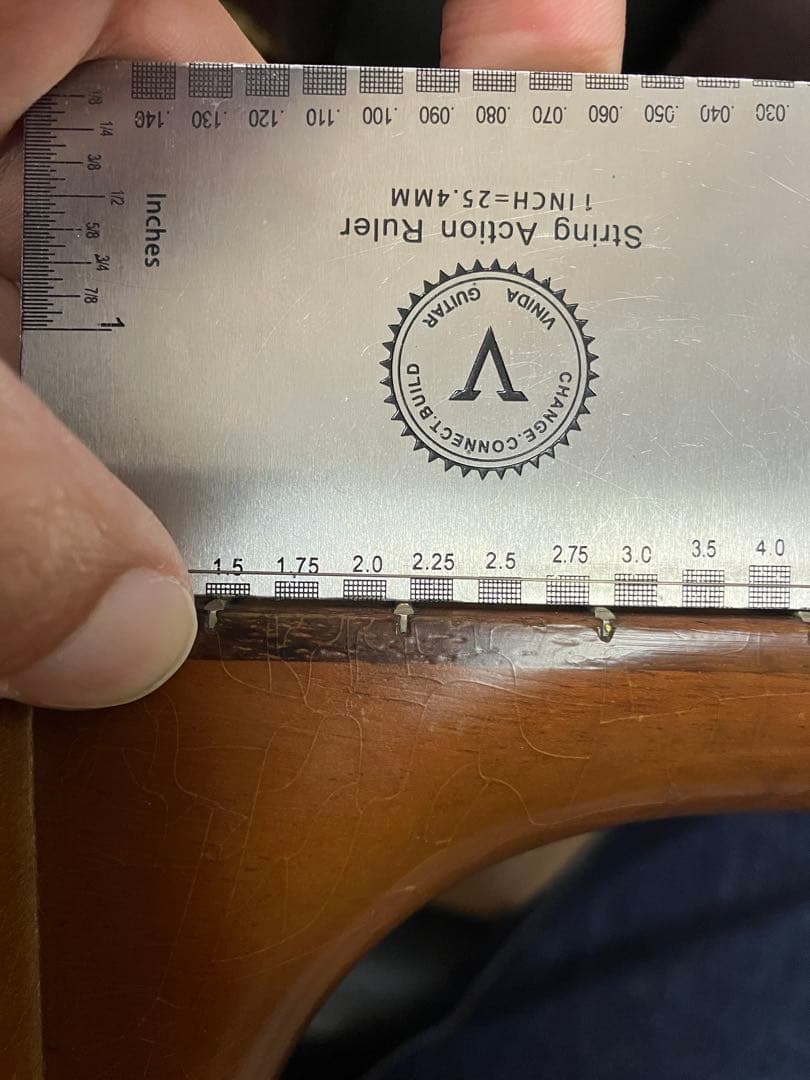 .140 .130 .120 .110 .100 .090 .080 .070 .060 .050 .040 .030
1/8 1/4 3/8 1/2 5/8 3/4 7/8 1
Inches
String Action Ruler
1 INCH=25.4MM
VINIDA GUITAR
CHANGE.CONNECT.BUILD
V
1.5 1.75 2.0 2.25 2.5 2.75 3.0 3.5 4.0